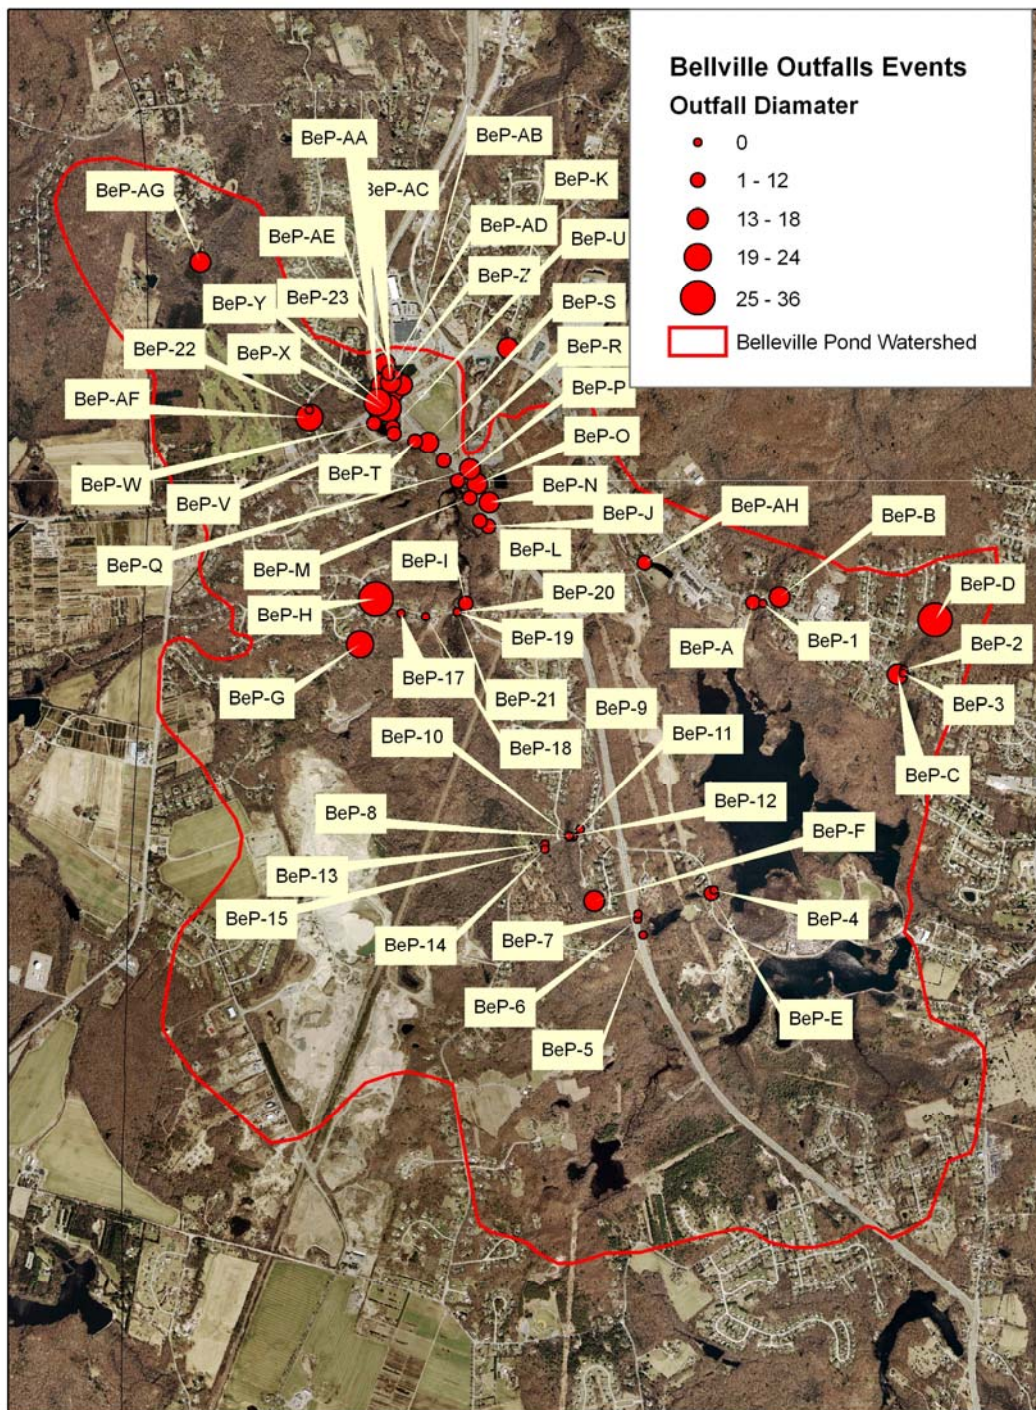 Bellville Outfalls Events
Outfall Diamater
0
1 - 12
13 - 18
19 - 24
25 - 36
Belleville Pond Watershed
BeP-AA
BeP-AB
BeP-AG
BeP-AC
BeP-K
BeP-AE
BeP-AD
BeP-U
BeP-Y
BeP-23
BeP-Z
BeP-S
BeP-22
BeP-X
BeP-R
BeP-AF
BeP-P
BeP-O
BeP-W
BeP-T
BeP-V
BeP-N
BeP-AH
BeP-B
BeP-J
BeP-Q
BeP-M
BeP-I
BeP-L
BeP-H
BeP-20
BeP-D
BeP-19
BeP-A
BeP-1
BeP-2
BeP-G
BeP-17
BeP-21
BeP-3
BeP-10
BeP-18
BeP-9
BeP-11
BeP-C
BeP-8
BeP-12
BeP-F
BeP-13
BeP-15
BeP-14
BeP-7
BeP-4
BeP-6
BeP-E
BeP-5